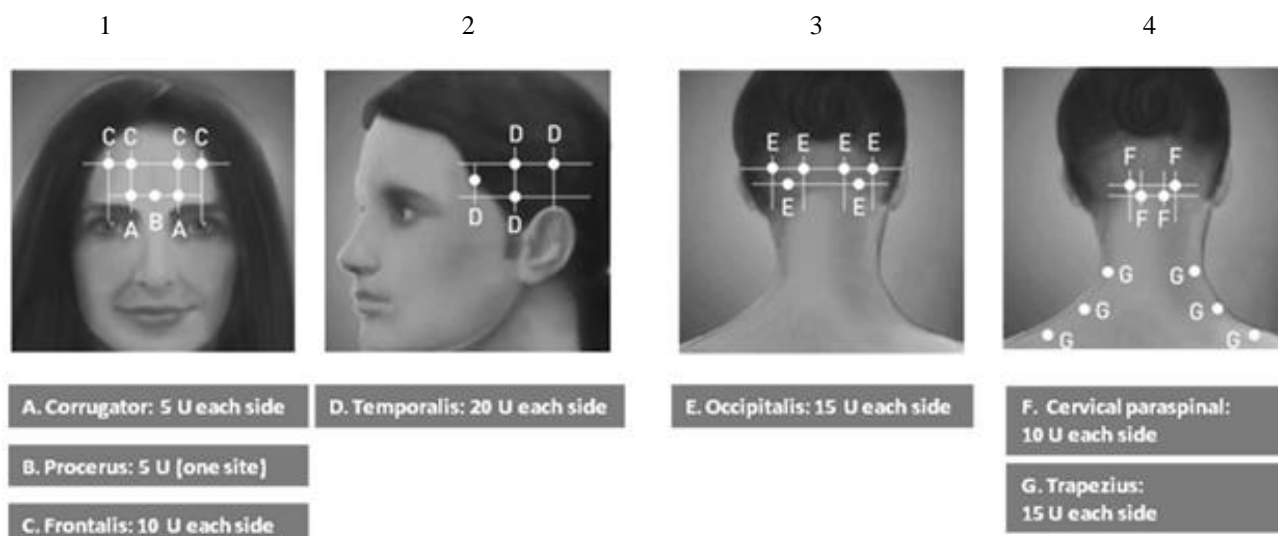 1 2 3 4
C C C C
A B A
D D
D D
E E E E
E E
F F
F F
G G
G G
G G
A. Corrugator: 5 U each side
B. Procerus: 5 U (one site)
C. Frontalis: 10 U each side
D. Temporalis: 20 U each side
E. Occipitalis: 15 U each side
F. Cervical paraspinal:
10 U each side
G. Trapezius:
15 U each side